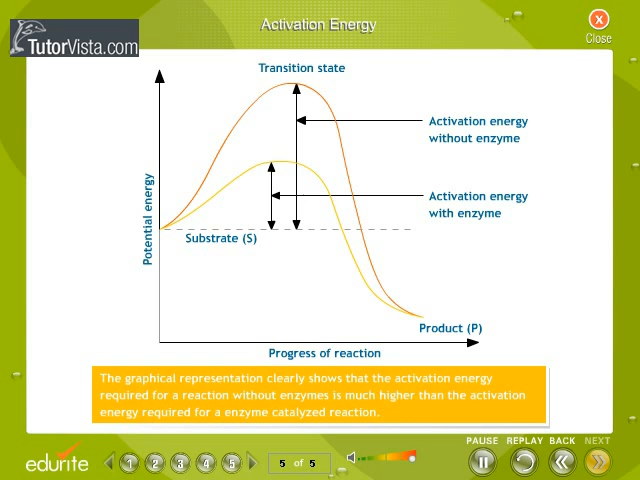 Activation Energy
X
Close
TutorVista.com
Transition state
Activation energy
without enzyme
Activation energy
with enzyme
Potential energy
Substrate (S)
Product (P)
Progress of reaction
The graphical representation clearly shows that the activation energy
required for a reaction without enzymes is much higher than the activation
energy required for a enzyme catalyzed reaction.
PAUSE REPLAY BACK NEXT
edurite
1 2 3 4 5
5 of 5